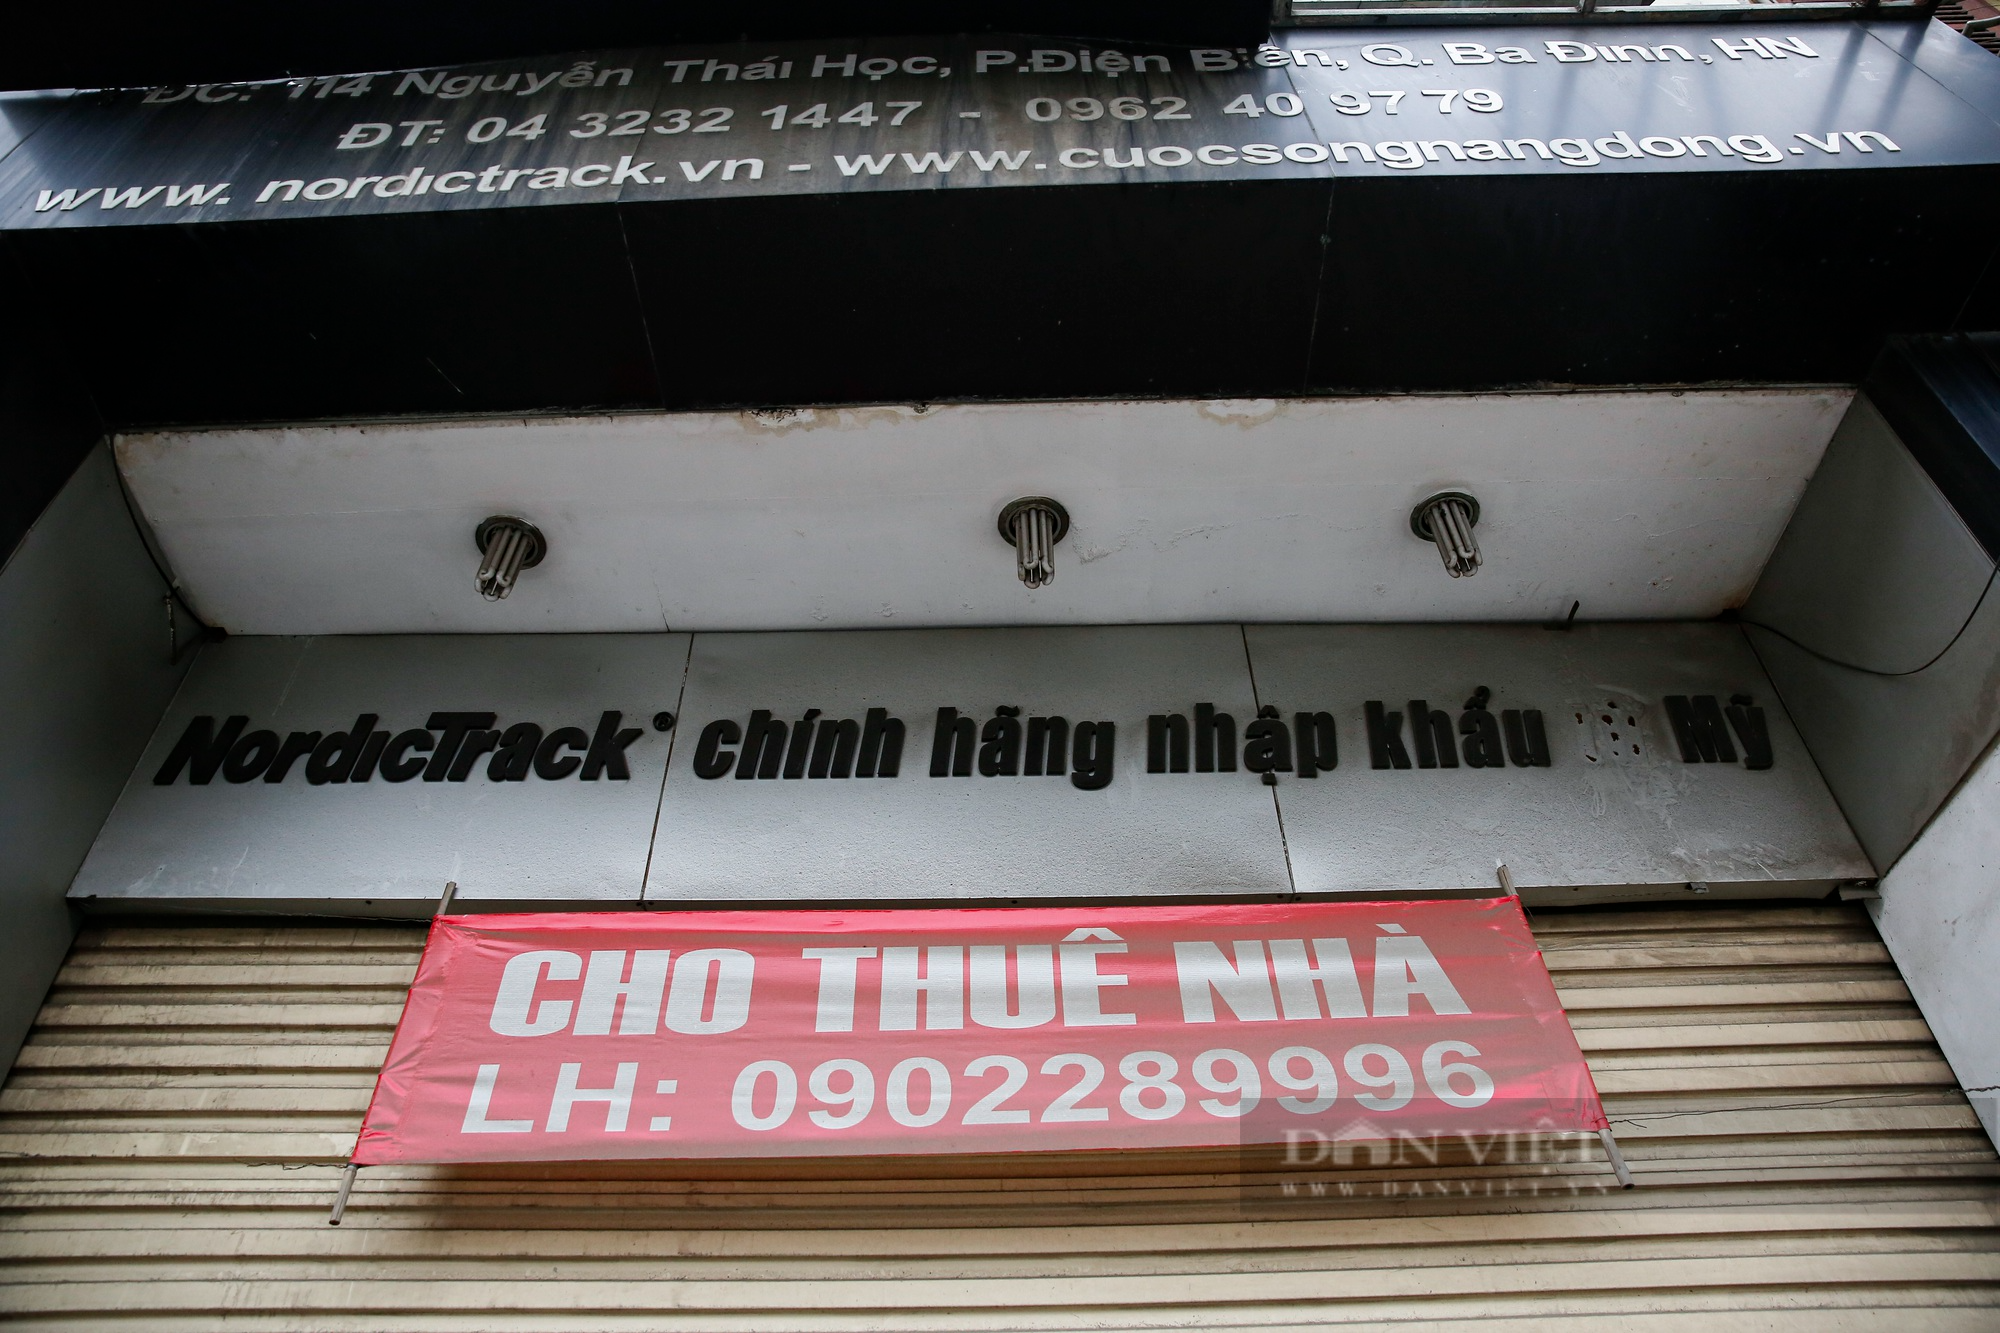 ĐC: 114 Nguyễn Thái Học, P.Điện Biên, Q. Ba Đình, HN
ĐT: 04 3232 1447 - 0962 40 97 79
www. nordictrack.vn - www.cuocsongnangdong.vn
NordicTrack® chính hãng nhập khẩu Mỹ
CHO THUÊ NHÀ
LH: 0902289996
DÂN VIỆT
WWW.DANVIET.VN